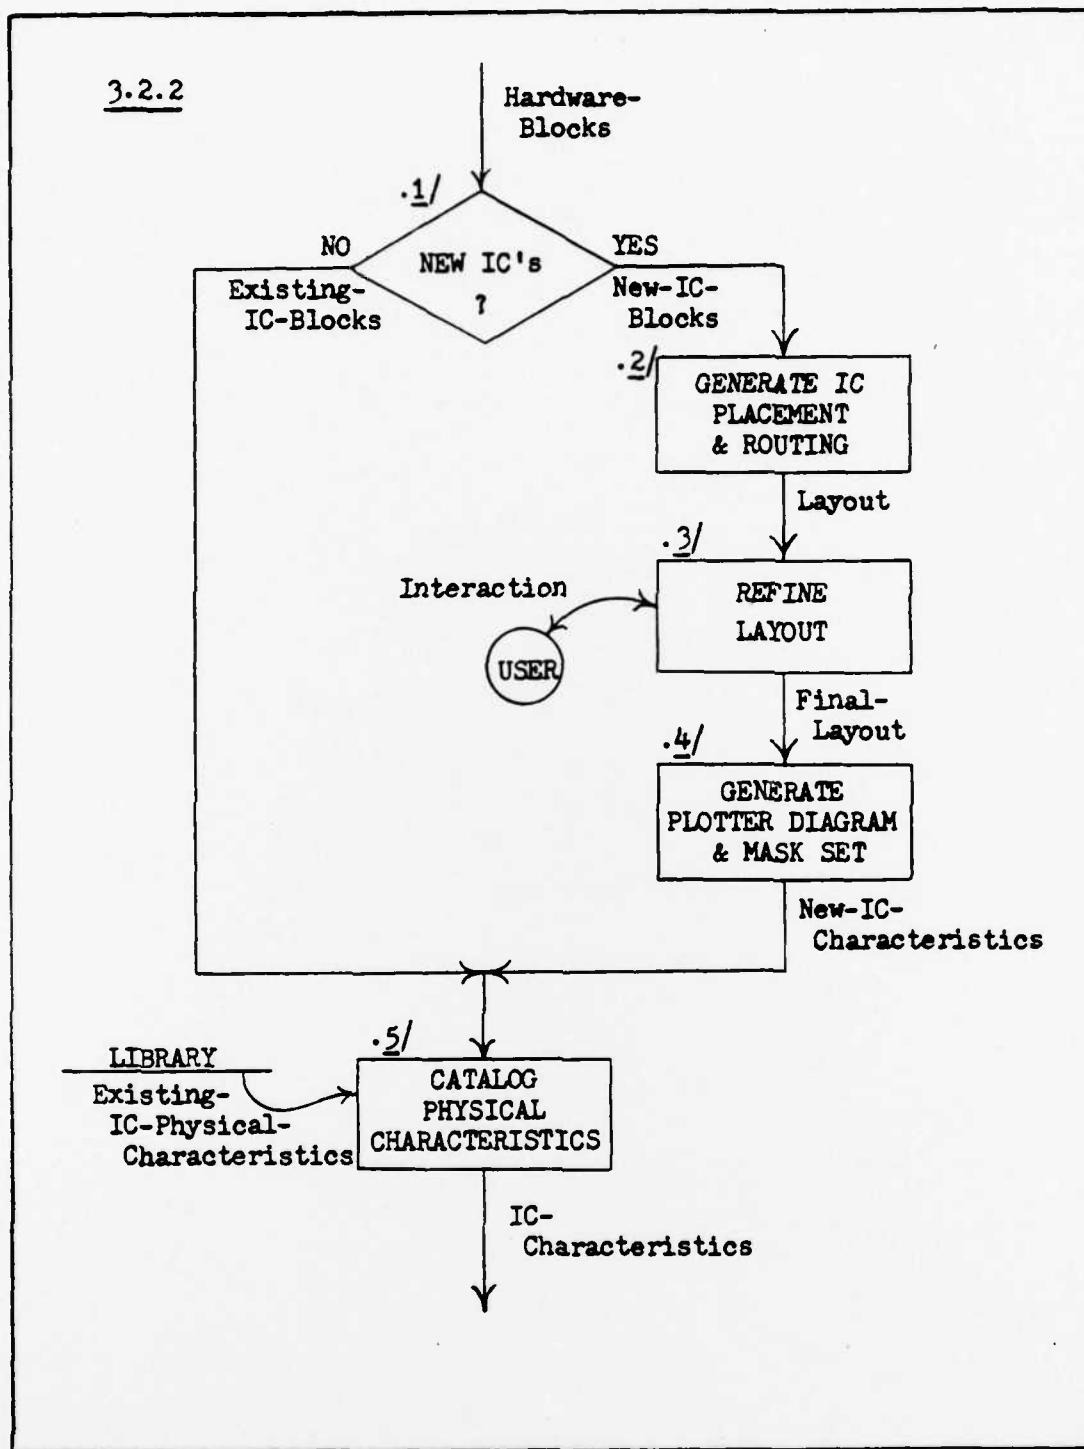 3.2.2
Hardware-
Blocks
.1/
NO
YES
NEW IC's
?
Existing-
IC-Blocks
New-IC-
Blocks
.2/
GENERATE IC
PLACEMENT
& ROUTING
Layout
.3/
Interaction
REFINE
LAYOUT
USER
Final-
Layout
.4/
GENERATE
PLOTTER DIAGRAM
& MASK SET
New-IC-
Characteristics
.5/
LIBRARY
Existing-
IC-Physical-
Characteristics
CATALOG
PHYSICAL
CHARACTERISTICS
IC-
Characteristics